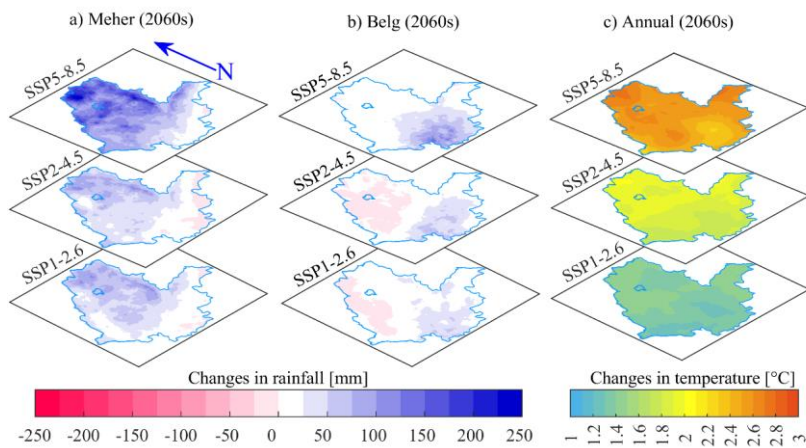 a) Meher (2060s)
b) Belg (2060s)
c) Annual (2060s)
N
SSP5-8.5
SSP5-8.5
SSP5-8.5
SSP2-4.5
SSP2-4.5
SSP2-4.5
SSP1-2.6
SSP1-2.6
SSP1-2.6
Changes in rainfall [mm]
-250 -200 -150 -100 -50 0 50 100 150 200 250
Changes in temperature [°C]
1 1.2 1.4 1.6 1.8 2 2.2 2.4 2.6 2.8 3